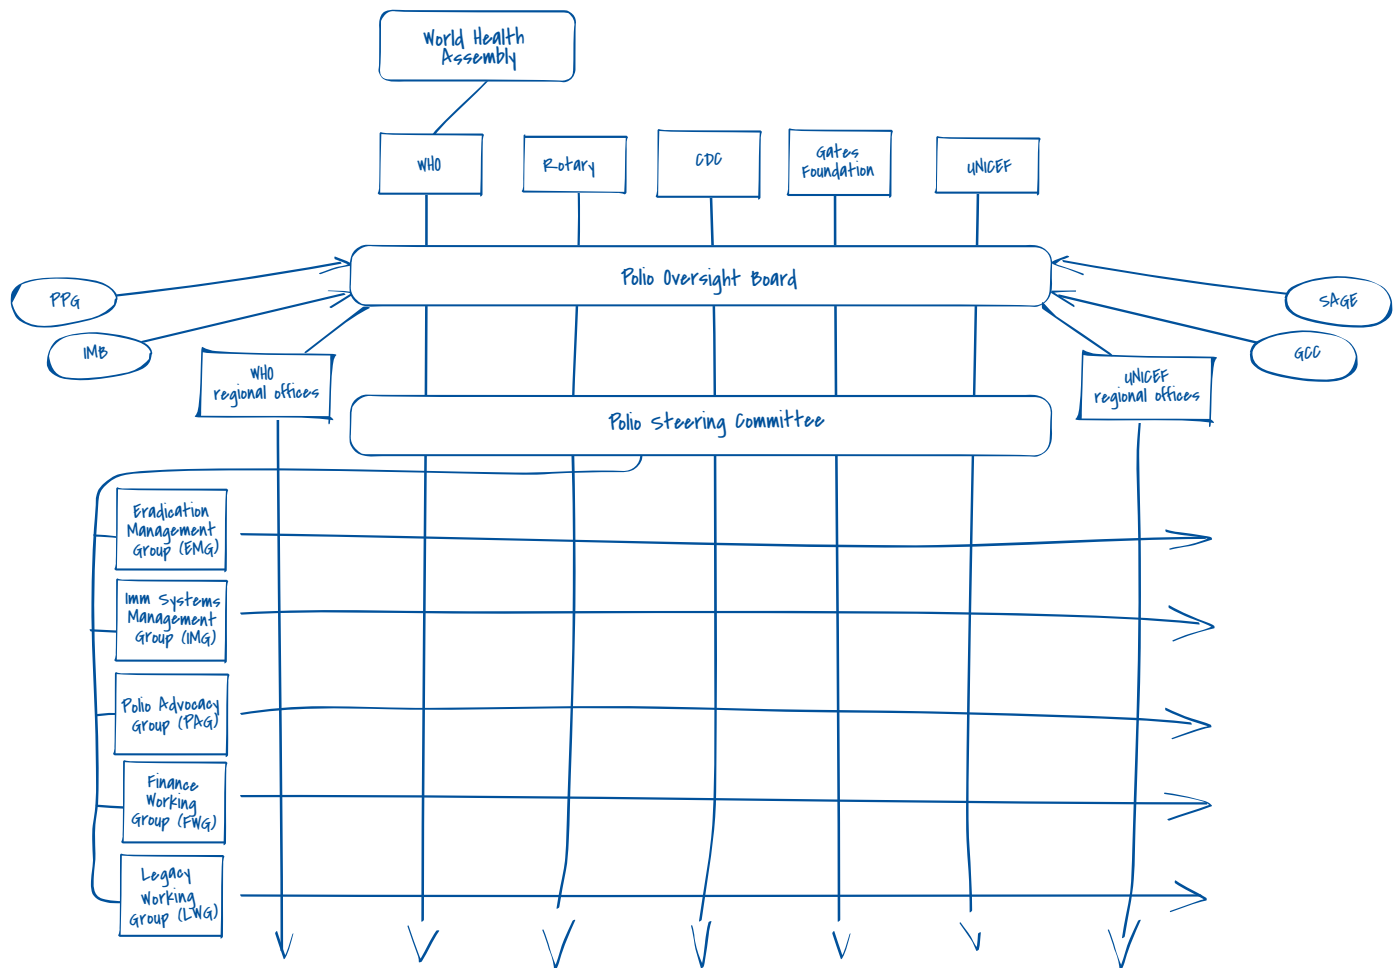 World Health
Assembly
WHO
Rotary
CDC
Gates
Foundation
UNICEF
Polio Oversight Board
PPG
IMB
SAGE
GCC
WHO
regional offices
UNICEF
regional offices
Polio Steering Committee
Eradication
Management
Group (EMG)
Imm Systems
Management
Group (IMG)
Polio Advocacy
Group (PAG)
Finance
Working
Group (FWG)
Legacy
Working
Group (LWG)